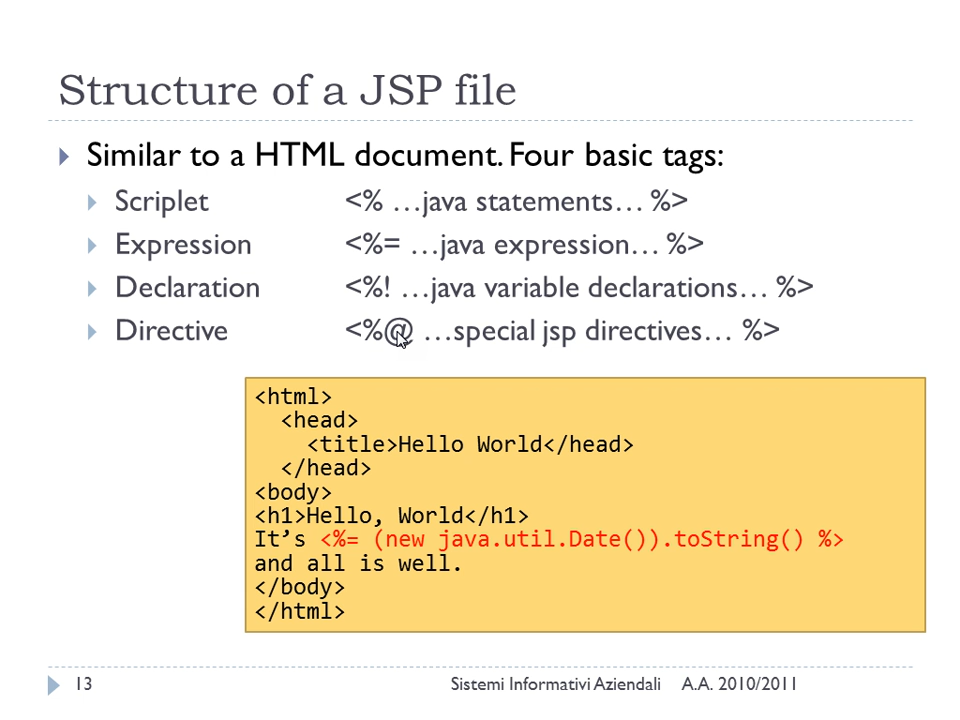 Structure of a JSP file
Similar to a HTML document. Four basic tags:
Scriplet <% …java statements… %>
Expression <%= …java expression… %>
Declaration <%! …java variable declarations… %>
Directive <%@ …special jsp directives… %>
<html>
<head>
<title>Hello World</head>
</head>
<body>
<h1>Hello, World</h1>
It’s <%= (new java.util.Date()).toString() %>
and all is well.
</body>
</html>
13 Sistemi Informativi Aziendali A.A. 2010/2011